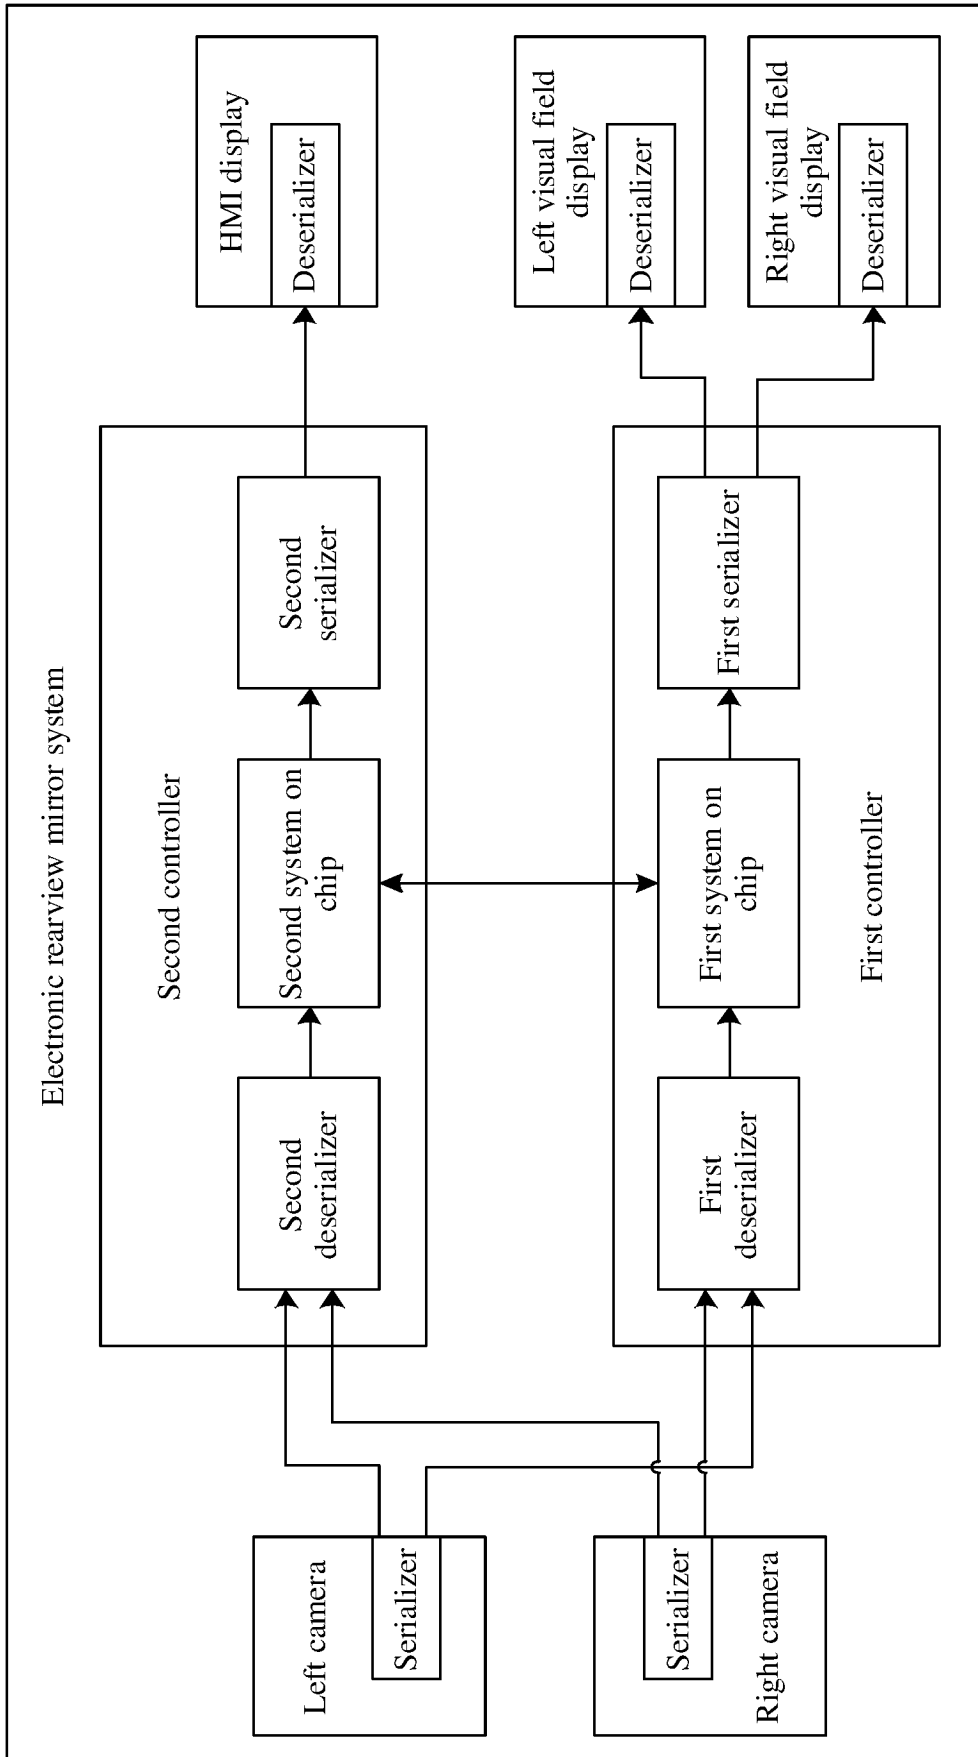 Electronic rearview mirror system
Left camera
Serializer
Serializer
Right camera
Second controller
Second
deserializer
Second system on
chip
Second
serializer
First
deserializer
First system on
chip
First serializer
First controller
HMI display
Deserializer
Left visual field
display
Deserializer
Right visual field
display
Deserializer